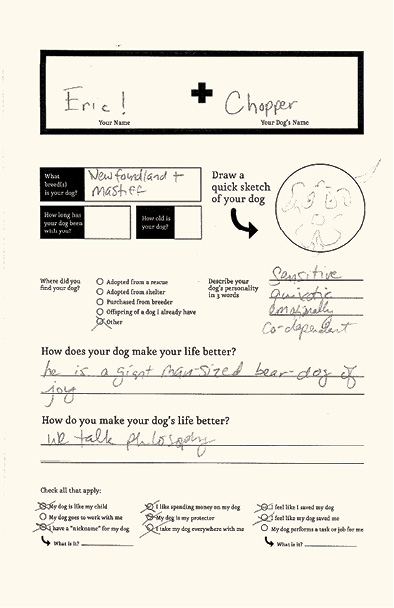 Eric! + Chopper
Your Name Your Dog's Name
What breed(s) is your dog?
Newfoundland +
Mastiff
How long has your dog been with you?
How old is your dog?
Draw a
quick sketch
of your dog
Where did you
find your dog?
Adopted from a rescue
Adopted from shelter
Purchased from breeder
Offspring of a dog I already have
Other
Describe your
dog's personality
in 3 words
Sensitive
emotionally
co-dependent
How does your dog make your life better?
he is a giant man-sized bear-dog of
joy
How do you make your dog's life better?
We talk philosophy
Check all that apply:
My dog is like my child
My dog goes to work with me
I have a "nickname" for my dog
What is it?
I like spending money on my dog
My dog is my protector
I take my dog everywhere with me
I feel like I saved my dog
I feel like my dog saved me
My dog performs a task or job for me
What is it?